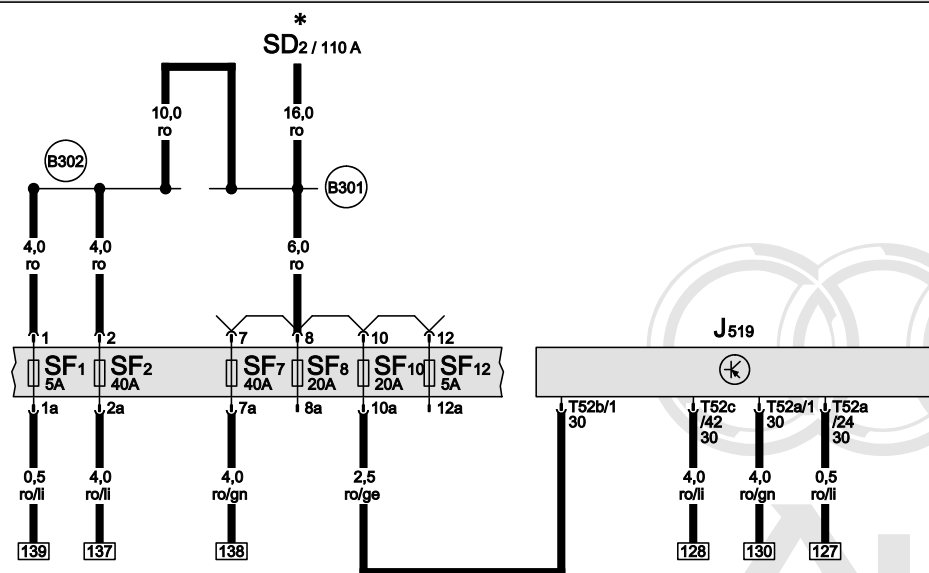 *
SD2 / 110 A
10,0
ro
16,0
ro
B302
B301
4,0
ro
4,0
ro
6,0
ro
1
2
7
8
10
12
SF1
5A
SF2
40A
SF7
40A
SF8
20A
SF10
20A
SF12
5A
J519
1a
2a
7a
8a
10a
12a
T52b/1
30
T52c
/42
30
T52a/1
30
T52a
/24
30
0,5
ro/li
4,0
ro/li
4,0
ro/gn
2,5
ro/ge
4,0
ro/li
4,0
ro/gn
0,5
ro/li
139
137
138
128
130
127